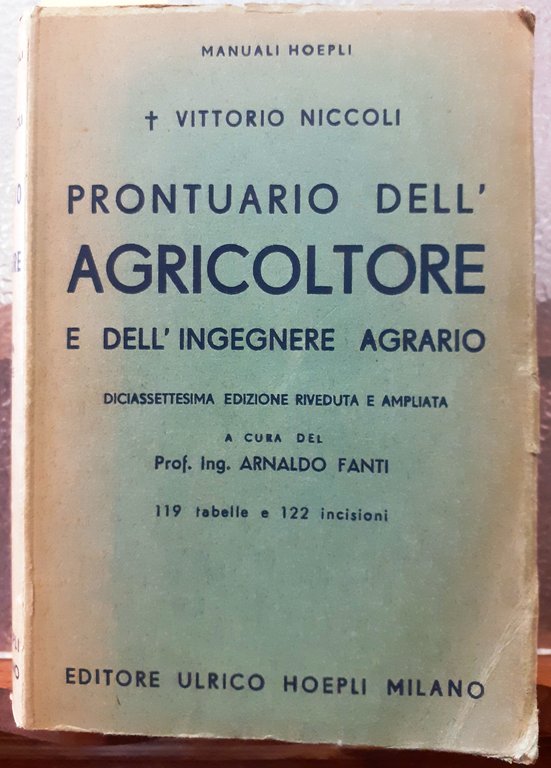 MANUALI HOEPLI
† VITTORIO NICCOLI
PRONTUARIO DELL'
AGRICOLTORE
E DELL'INGEGNERE AGRARIO
DICIASSETTESIMA EDIZIONE RIVEDUTA E AMPLIATA
A CURA DEL
Prof. Ing. ARNALDO FANTI
119 tabelle e 122 incisioni
EDITORE ULRICO HOEPLI MILANO